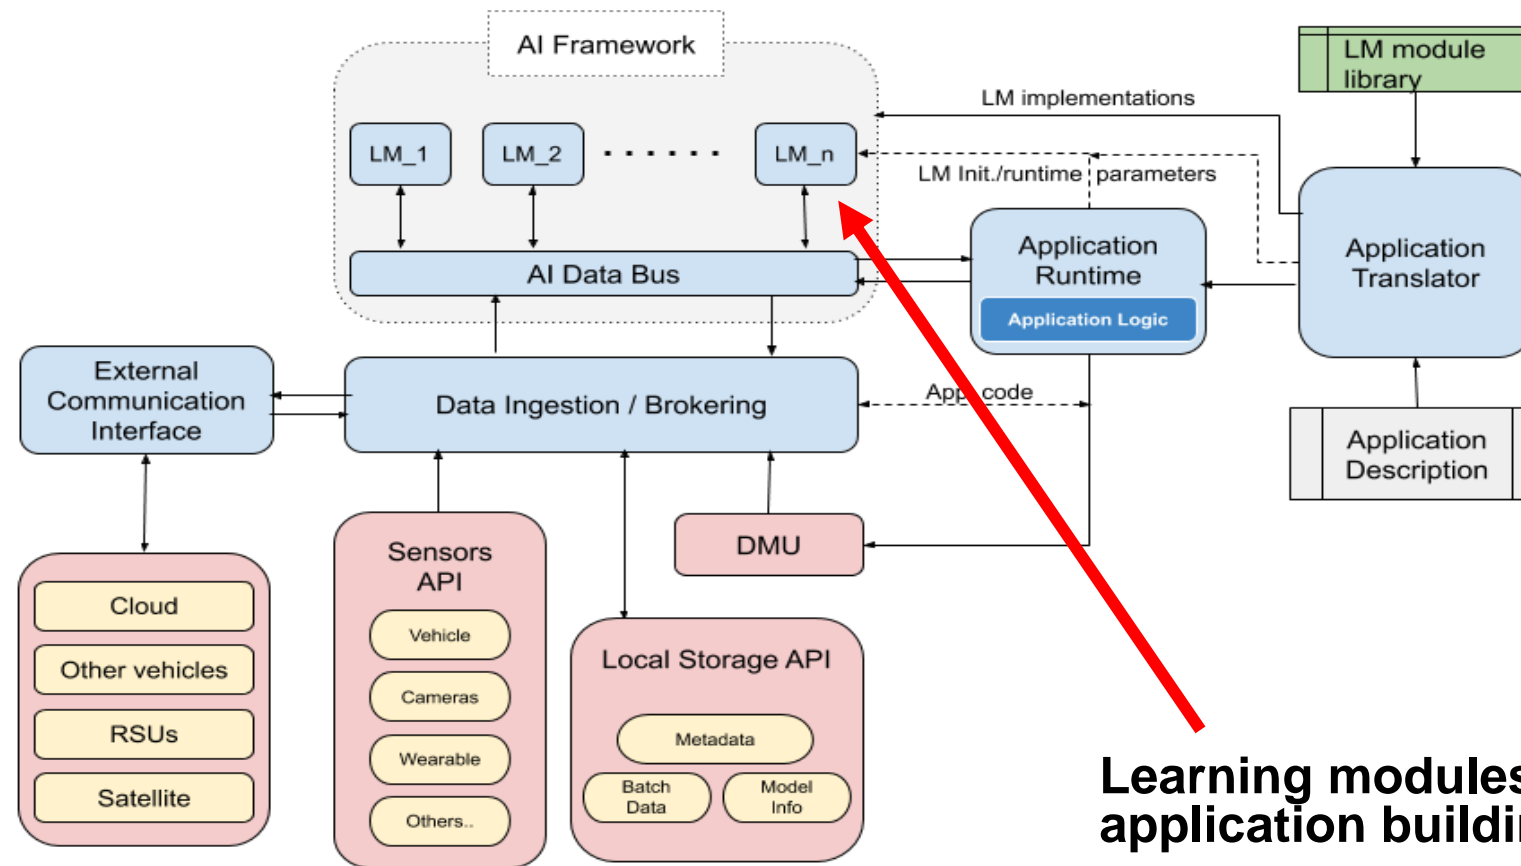 AI Framework
LM module
library
LM implementations
LM_1
LM_2
LM_n
LM Init./runtime parameters
Application
Runtime
Application Logic
Application
Translator
AI Data Bus
External
Communication
Interface
Data Ingestion / Brokering
App. code
Application
Description
DMU
Sensors
API
Cloud
Other vehicles
RSUs
Satellite
Vehicle
Cameras
Wearable
Others..
Local Storage API
Metadata
Batch
Data
Model
Info
Learning modules
application buildin